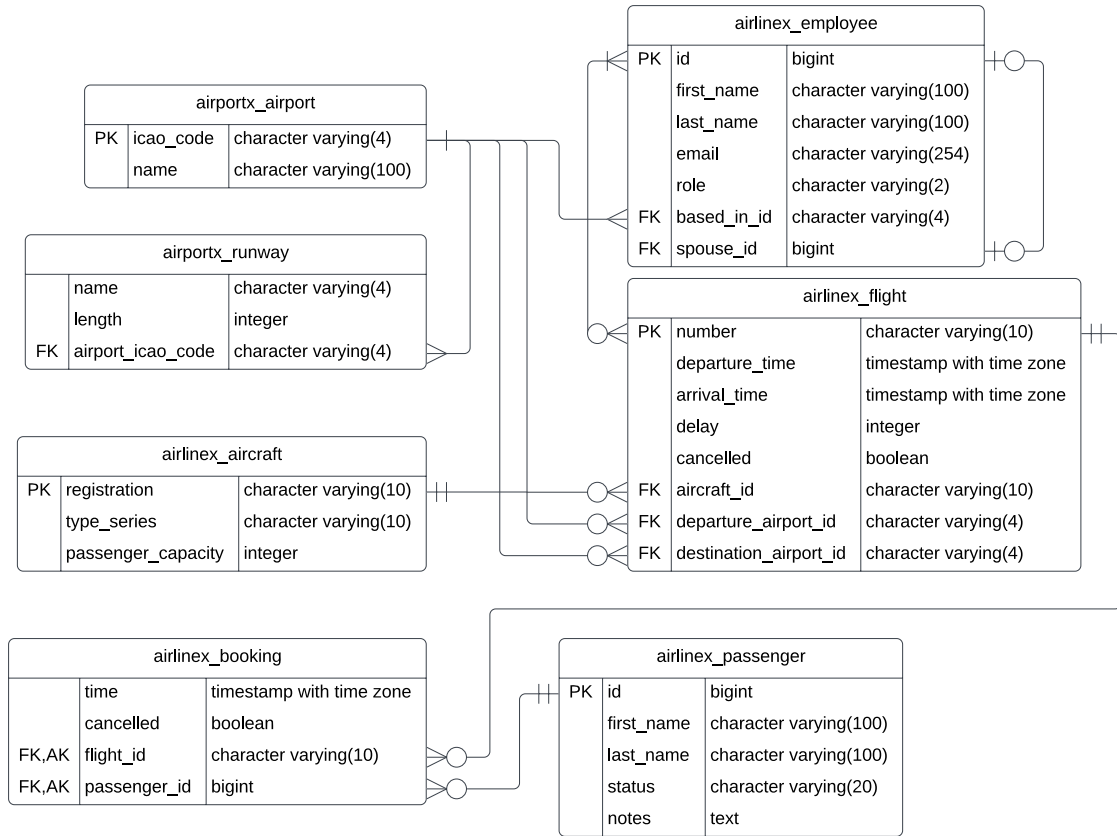 airlinex_employee
PK id bigint
first_name character varying(100)
last_name character varying(100)
email character varying(254)
role character varying(2)
FK based_in_id character varying(4)
FK spouse_id bigint
airportx_airport
PK icao_code character varying(4)
name character varying(100)
airportx_runway
name character varying(4)
length integer
FK airport_icao_code character varying(4)
airlinex_flight
PK number character varying(10)
departure_time timestamp with time zone
arrival_time timestamp with time zone
delay integer
cancelled boolean
FK aircraft_id character varying(10)
FK departure_airport_id character varying(4)
FK destination_airport_id character varying(4)
airlinex_aircraft
PK registration character varying(10)
type_series character varying(10)
passenger_capacity integer
airlinex_booking
time timestamp with time zone
cancelled boolean
FK,AK flight_id character varying(10)
FK,AK passenger_id bigint
airlinex_passenger
PK id bigint
first_name character varying(100)
last_name character varying(100)
status character varying(20)
notes text